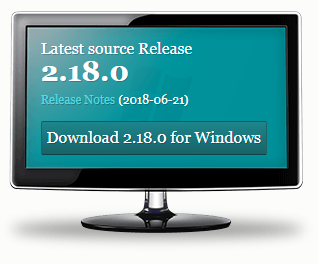 Latest source Release
2.18.0
Release Notes (2018-06-21)
Download 2.18.0 for Windows